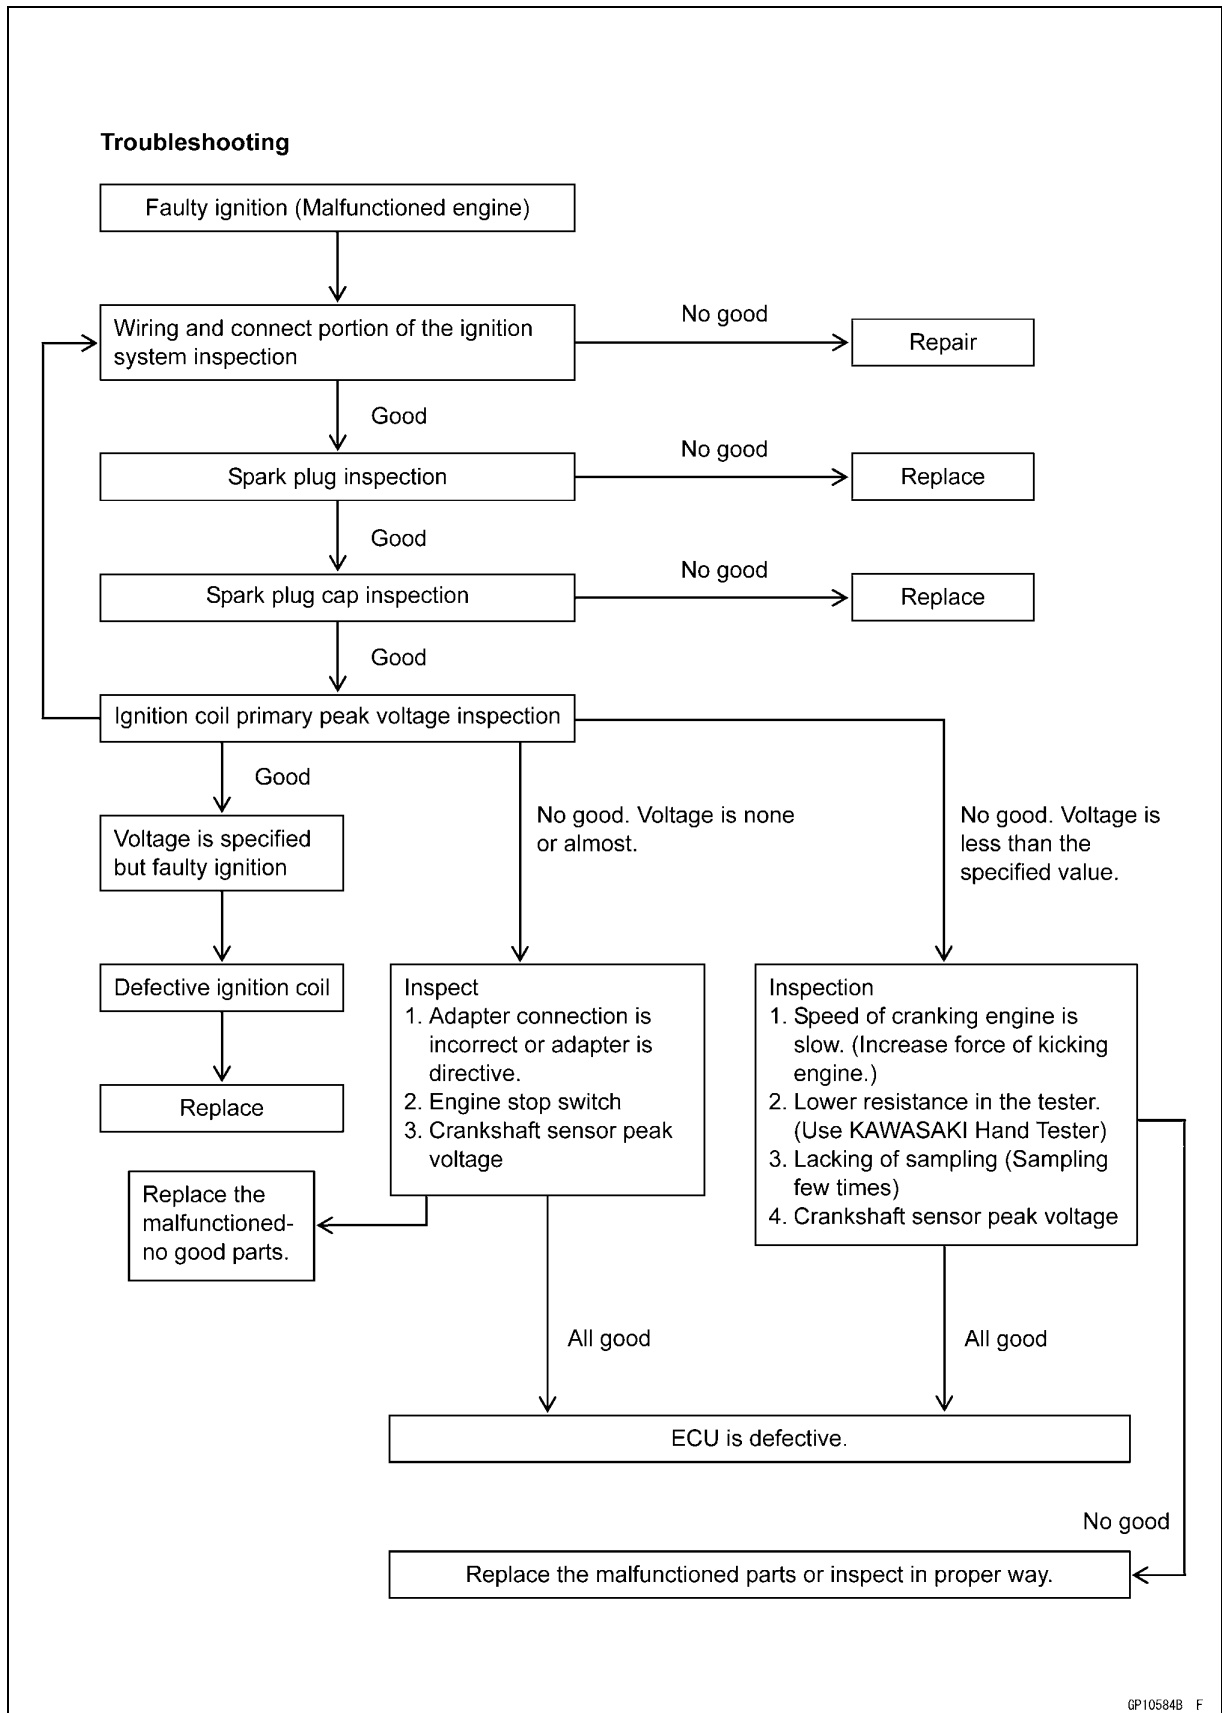 Troubleshooting
Faulty ignition (Malfunctioned engine)
Wiring and connect portion of the ignition
system inspection
No good
Repair
Good
Spark plug inspection
No good
Replace
Good
Spark plug cap inspection
No good
Replace
Good
Ignition coil primary peak voltage inspection
Good
Voltage is specified
but faulty ignition
No good. Voltage is none
or almost.
No good. Voltage is
less than the
specified value.
Defective ignition coil
Replace
Inspect
1. Adapter connection is
incorrect or adapter is
directive.
2. Engine stop switch
3. Crankshaft sensor peak
voltage
Inspection
1. Speed of cranking engine is
slow. (Increase force of kicking
engine.)
2. Lower resistance in the tester.
(Use KAWASAKI Hand Tester)
3. Lacking of sampling (Sampling
few times)
4. Crankshaft sensor peak voltage
Replace the
malfunctioned-
no good parts.
All good
All good
ECU is defective.
No good
Replace the malfunctioned parts or inspect in proper way.
GP10584B F